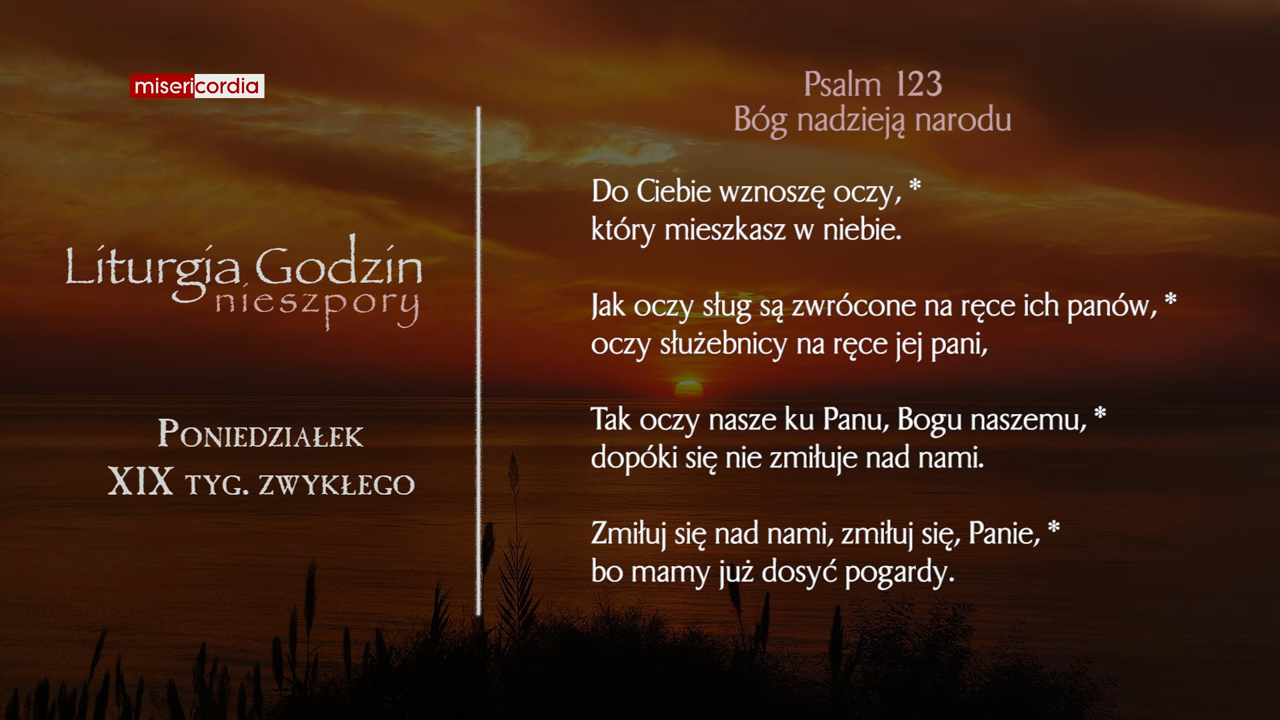 misericordia
Liturgia Godzin
nieszpory
Poniedziałek
XIX tyg. zwykłego
Psalm 123
Bóg nadzieją narodu
Do Ciebie wznoszę oczy, *
który mieszkasz w niebie.
Jak oczy sług są zwrócone na ręce ich panów, *
oczy służebnicy na ręce jej pani,
Tak oczy nasze ku Panu, Bogu naszemu, *
dopóki się nie zmiłuje nad nami.
Zmiłuj się nad nami, zmiłuj się, Panie, *
bo mamy już dosyć pogardy.